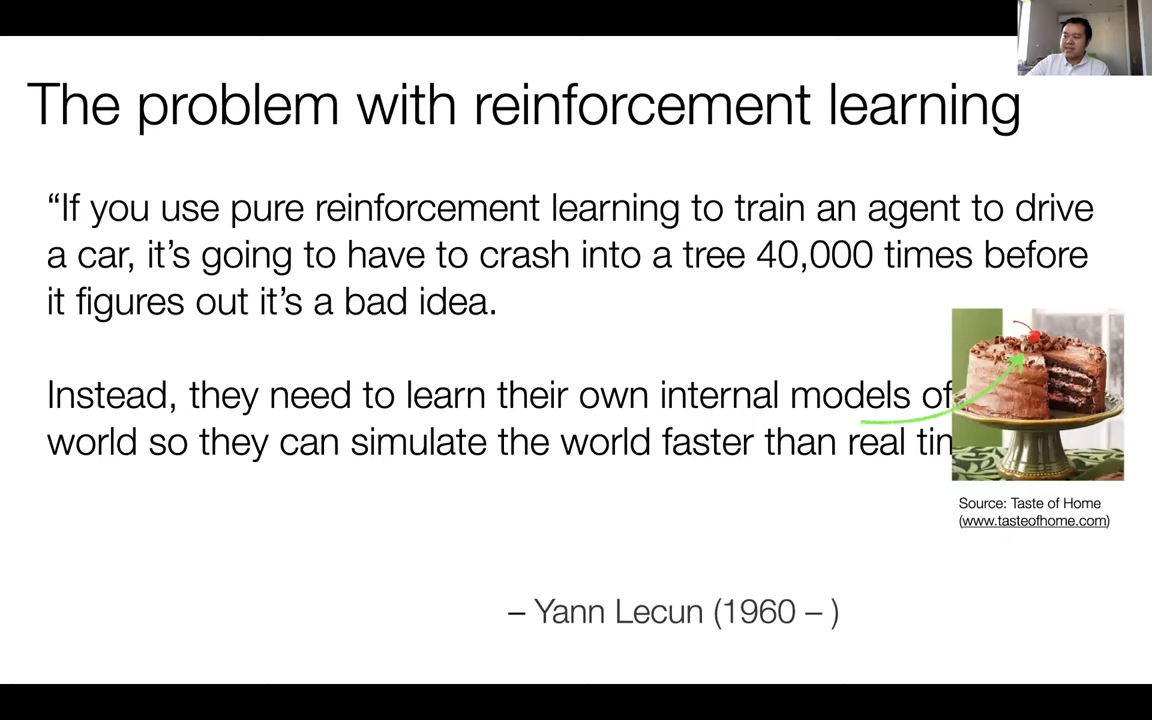 The problem with reinforcement learning
“If you use pure reinforcement learning to train an agent to drive
a car, it’s going to have to crash into a tree 40,000 times before
it figures out it’s a bad idea.
Instead, they need to learn their own internal models of
world so they can simulate the world faster than real
Source: Taste of Home
(www.tasteofhome.com)
– Yann Lecun (1960 – )